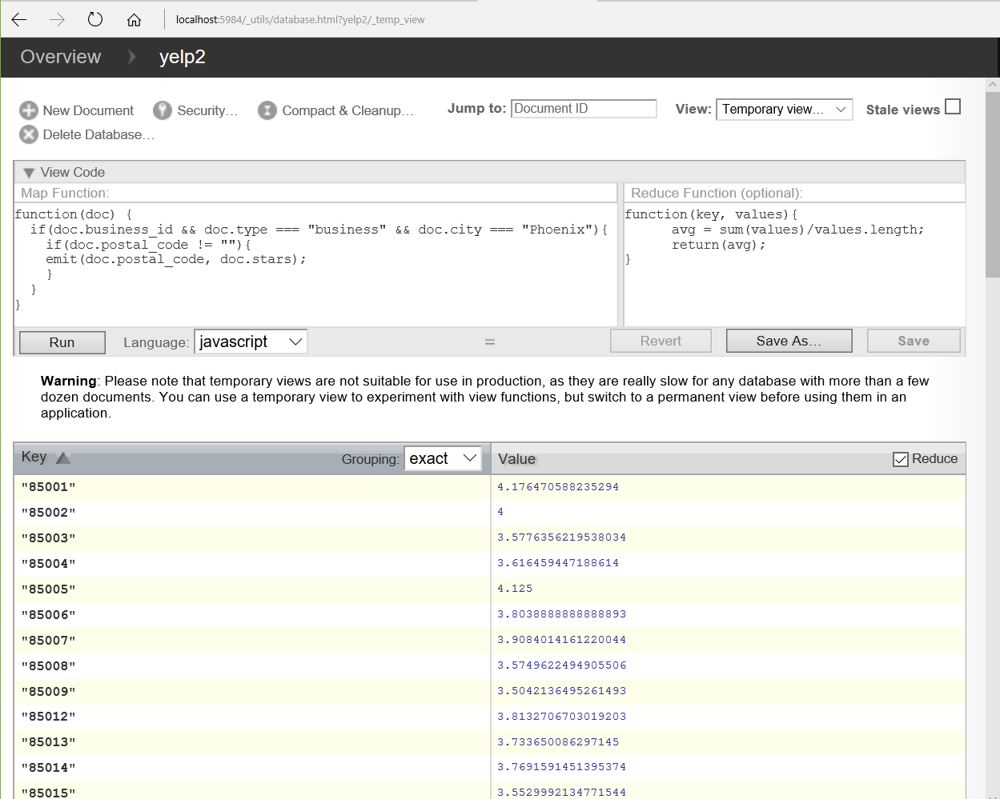 localhost:5984/_utils/database.html?yelp2/_temp_view
Overview yelp2
New Document Security… Compact & Cleanup… Jump to: Document ID View: Temporary view… Stale views
Delete Database…
View Code
Map Function: Reduce Function (optional):
function(doc) { function(key, values){
if(doc.business_id && doc.type === "business" && doc.city === "Phoenix"){ avg = sum(values)/values.length;
if(doc.postal_code != ""){ return(avg);
emit(doc.postal_code, doc.stars); }
}
}
}
Run Language: javascript = Revert Save As… Save
Warning: Please note that temporary views are not suitable for use in production, as they are really slow for any database with more than a few
dozen documents. You can use a temporary view to experiment with view functions, but switch to a permanent view before using them in an
application.
Key Grouping: exact Value Reduce
"85001" 4.176470588235294
"85002" 4
"85003" 3.5776356219538034
"85004" 3.616459447188614
"85005" 4.125
"85006" 3.8038888888888893
"85007" 3.9084014161220044
"85008" 3.5749622494905506
"85009" 3.5042136495261493
"85012" 3.8132706703019203
"85013" 3.733650086297145
"85014" 3.7691591451395374
"85015" 3.5529992134771544